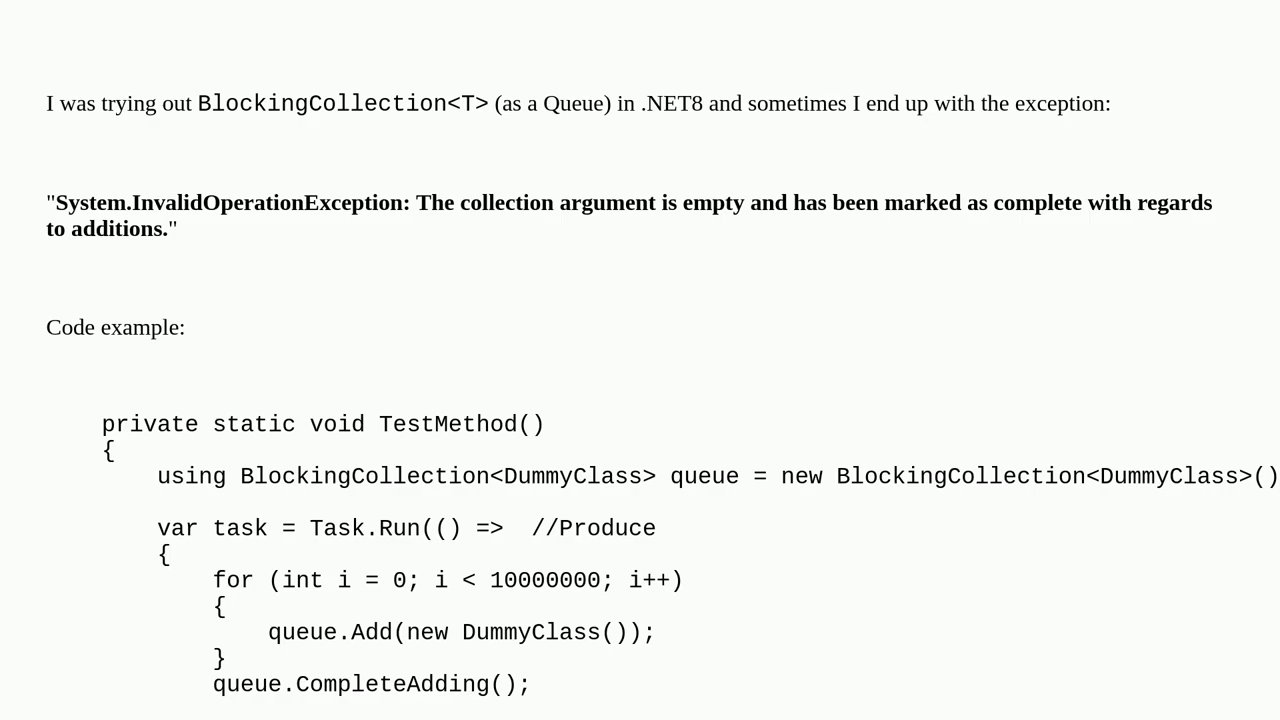 I was trying out BlockingCollection<T> (as a Queue) in .NET8 and sometimes I end up with the exception:
"System.InvalidOperationException: The collection argument is empty and has been marked as complete with regards
to additions."
Code example:
private static void TestMethod()
{
    using BlockingCollection<DummyClass> queue = new BlockingCollection<DummyClass>()
    var task = Task.Run(() =>  //Produce
    {
        for (int i = 0; i < 10000000; i++)
        {
            queue.Add(new DummyClass());
        }
        queue.CompleteAdding();